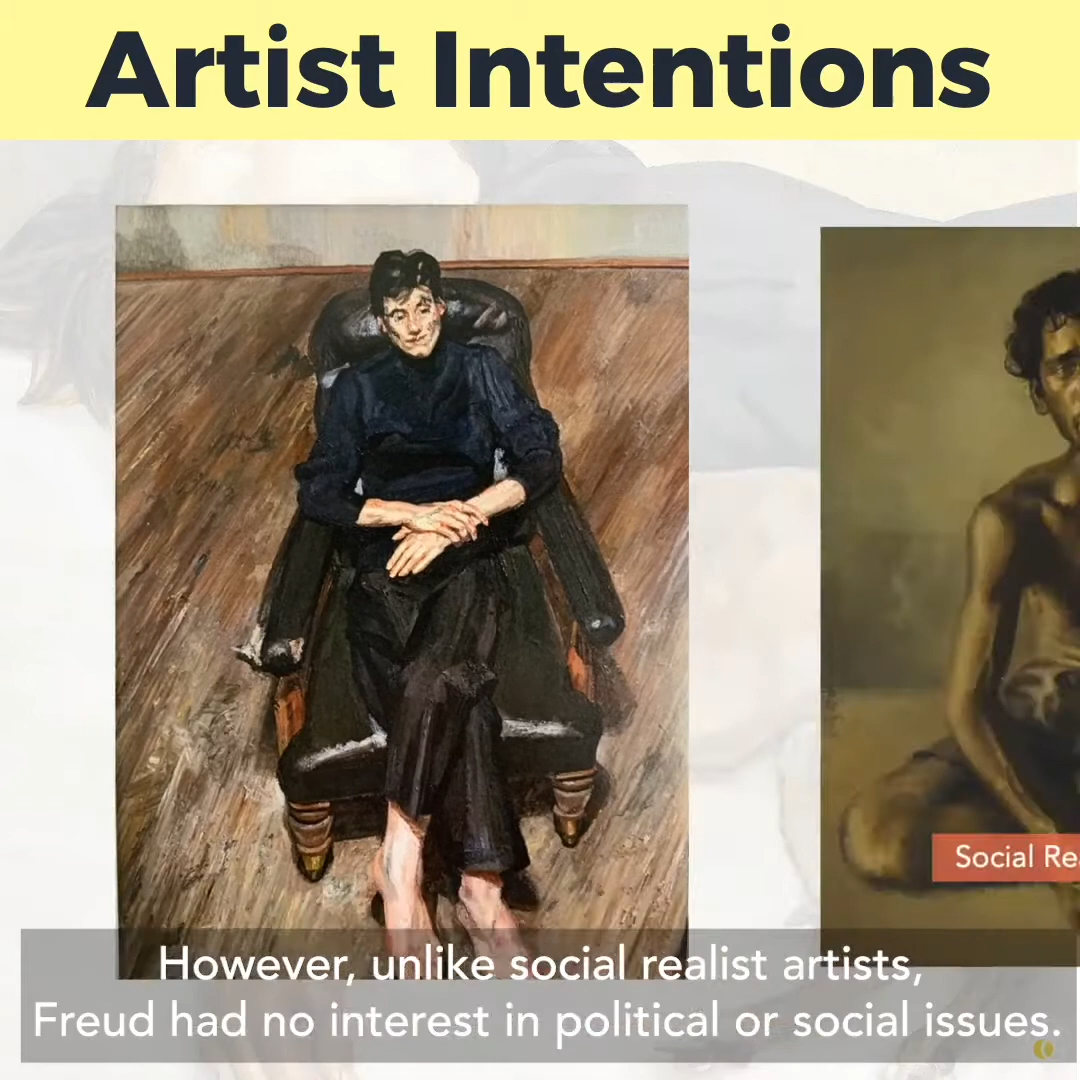 Artist Intentions
Social Re
However, unlike social realist artists,
Freud had no interest in political or social issues.